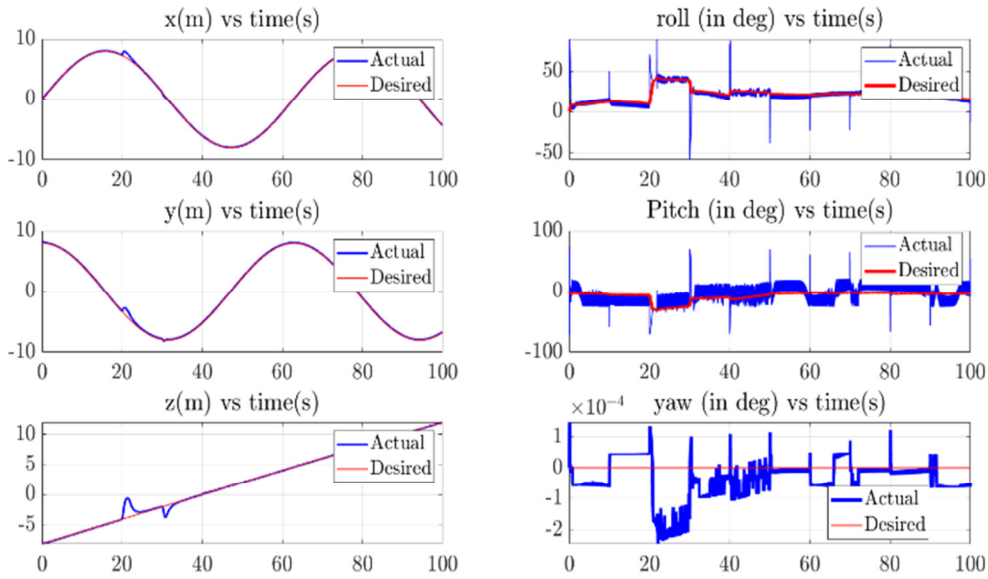 x(m) vs time(s)
10
0
-10
Actual
Desired
0 20 40 60 80 100
y(m) vs time(s)
10
0
-10
Actual
Desired
0 20 40 60 80 100
z(m) vs time(s)
10
5
0
-5
Actual
Desired
0 20 40 60 80 100
roll (in deg) vs time(s)
50
0
-50
Actual
Desired
0 20 40 60 80 100
Pitch (in deg) vs time(s)
100
0
-100
Actual
Desired
0 20 40 60 80 100
×10⁻⁴ yaw (in deg) vs time(s)
1
0
-1
-2
Actual
Desired
0 20 40 60 80 100